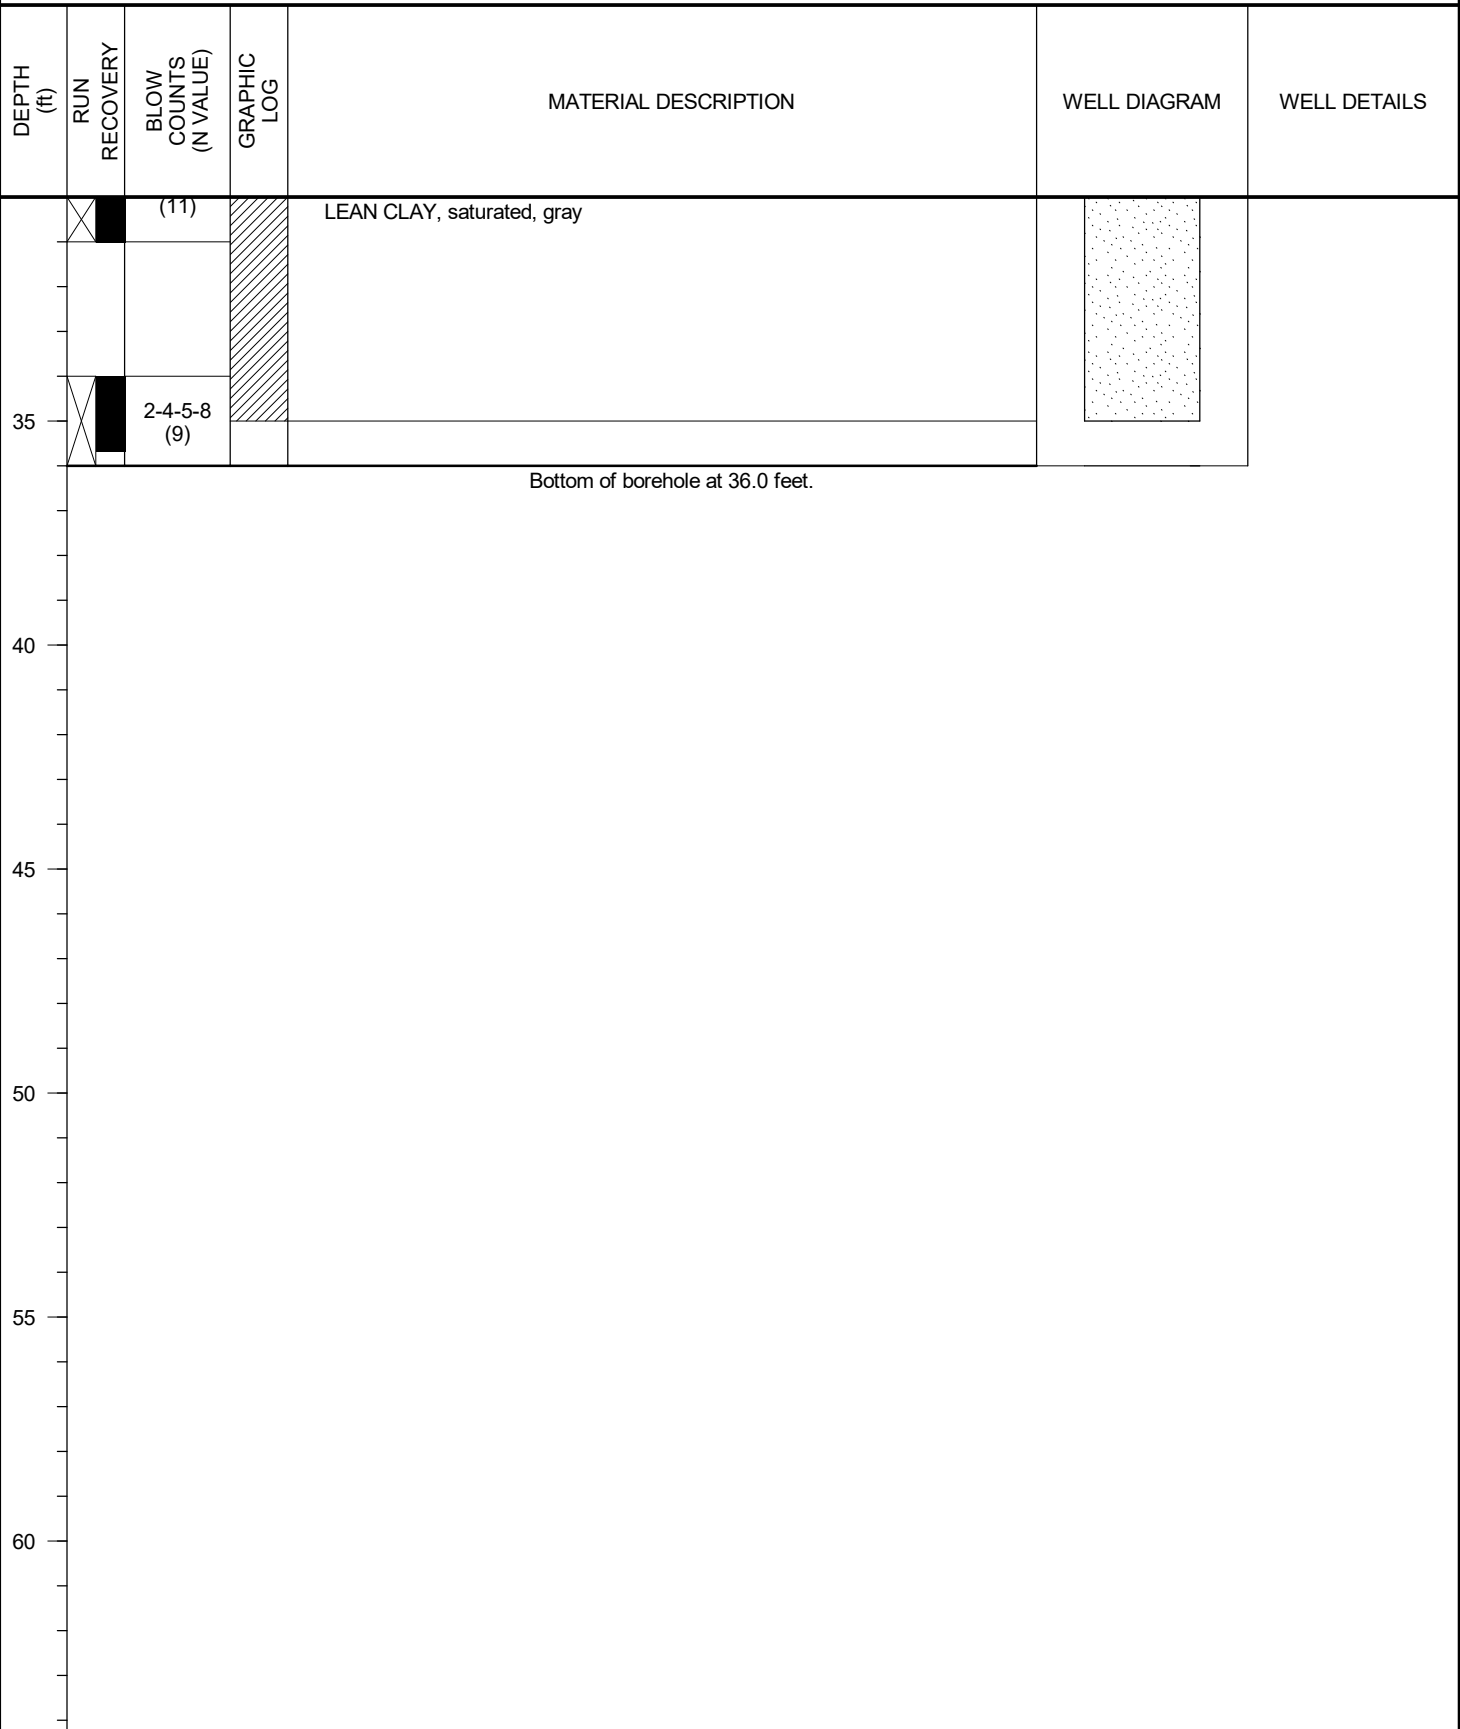 DEPTH
(ft)
RUN
RECOVERY
BLOW
COUNTS
(N VALUE)
GRAPHIC
LOG
MATERIAL DESCRIPTION
WELL DIAGRAM
WELL DETAILS
(11)
LEAN CLAY, saturated, gray
2-4-5-8
(9)
35
Bottom of borehole at 36.0 feet.
40
45
50
55
60